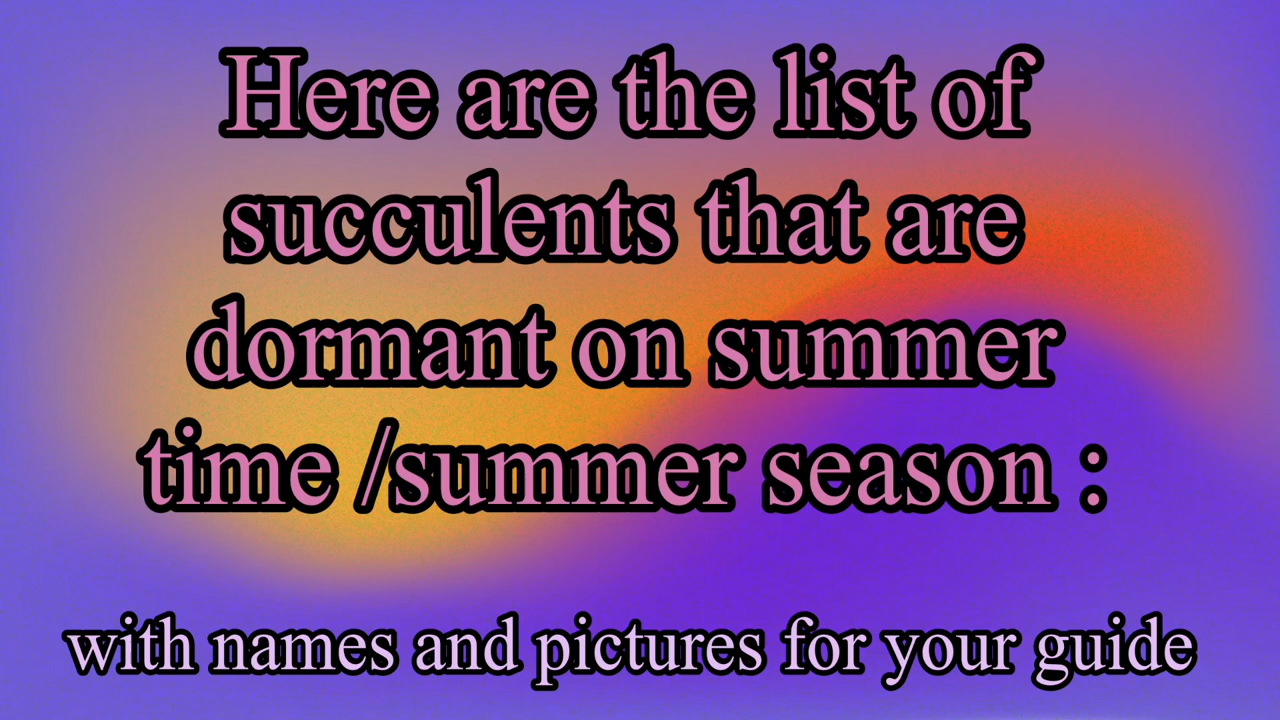 Here are the list of
succulents that are
dormant on summer
time /summer season :
with names and pictures for your guide